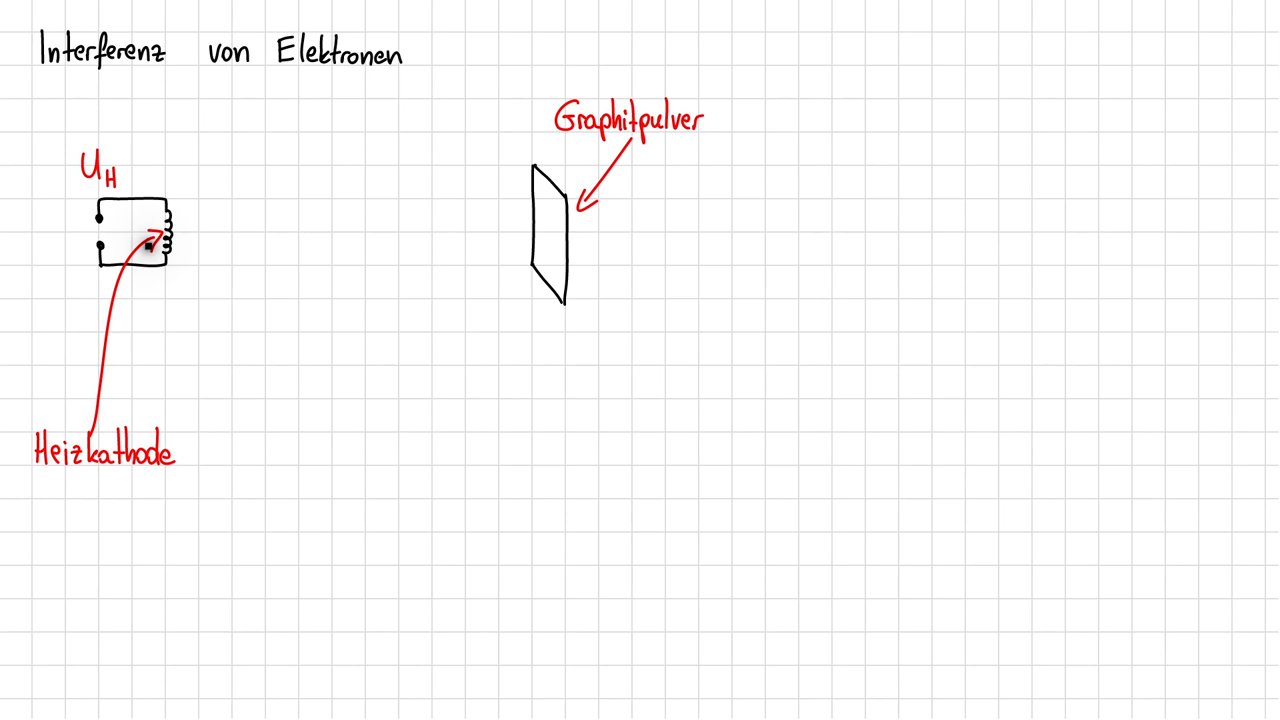 Interferenz von Elektronen
Graphitpulver
U_H
Heizkathode